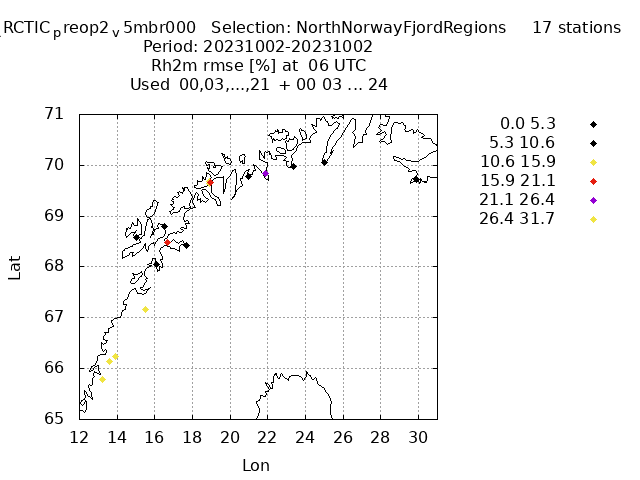 RCTIC_preop2_v5mbr000 Selection: NorthNorwayFjordRegions 17 stations
Period: 20231002-20231002
Rh2m rmse [%] at 06 UTC
Used 00,03,...,21 + 00 03 ... 24
71
70
69
68
67
66
65
12 14 16 18 20 22 24 26 28 30
Lat
Lon
0.0 5.3
5.3 10.6
10.6 15.9
15.9 21.1
21.1 26.4
26.4 31.7